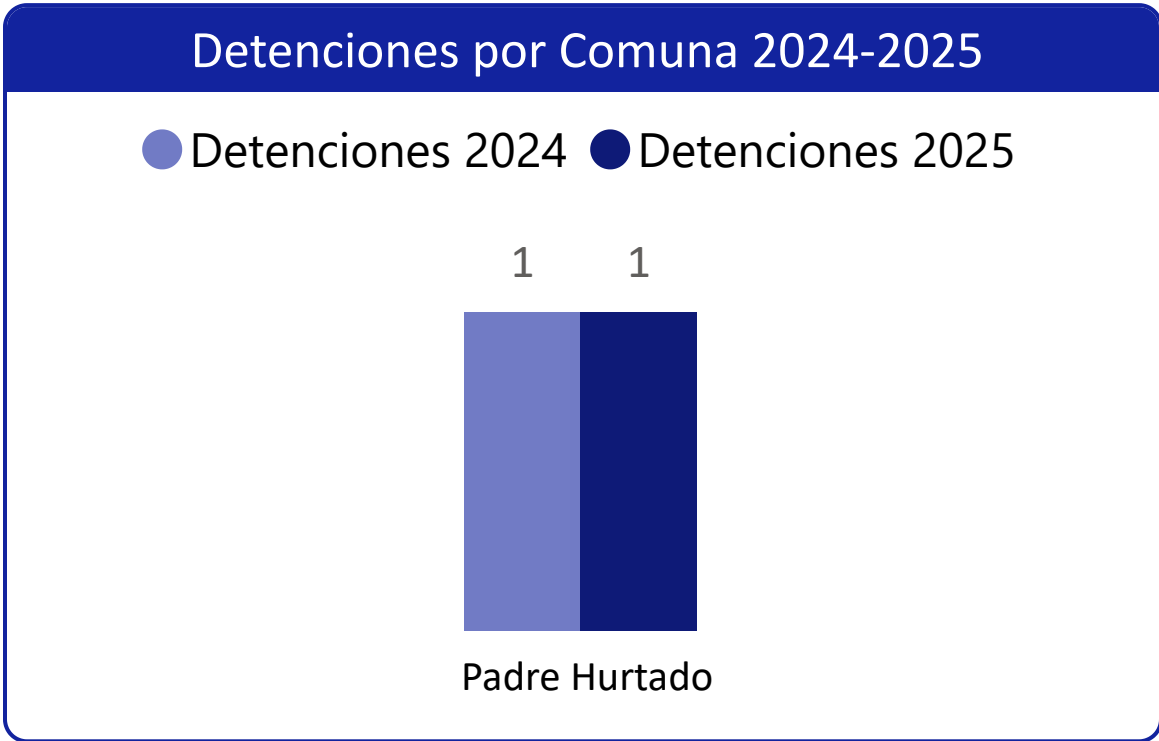 Detenciones por Comuna 2024-2025
Detenciones 2024 Detenciones 2025
1 1
Padre Hurtado